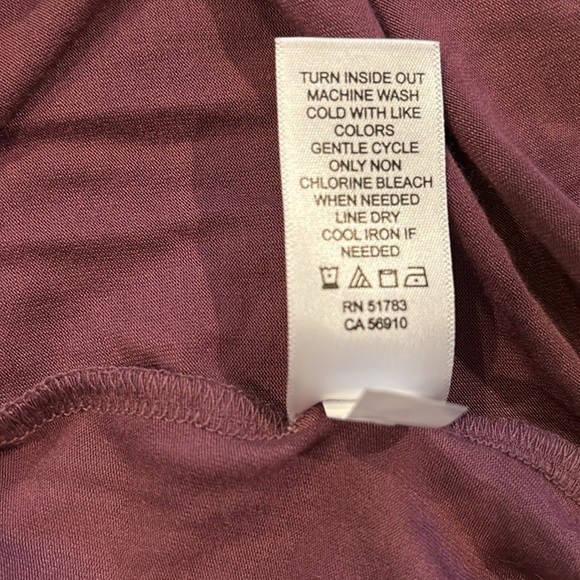 TURN INSIDE OUT
MACHINE WASH
COLD WITH LIKE
COLORS
GENTLE CYCLE
ONLY NON
CHLORINE BLEACH
WHEN NEEDED
LINE DRY
COOL IRON IF
NEEDED
RN 51783
CA 56910